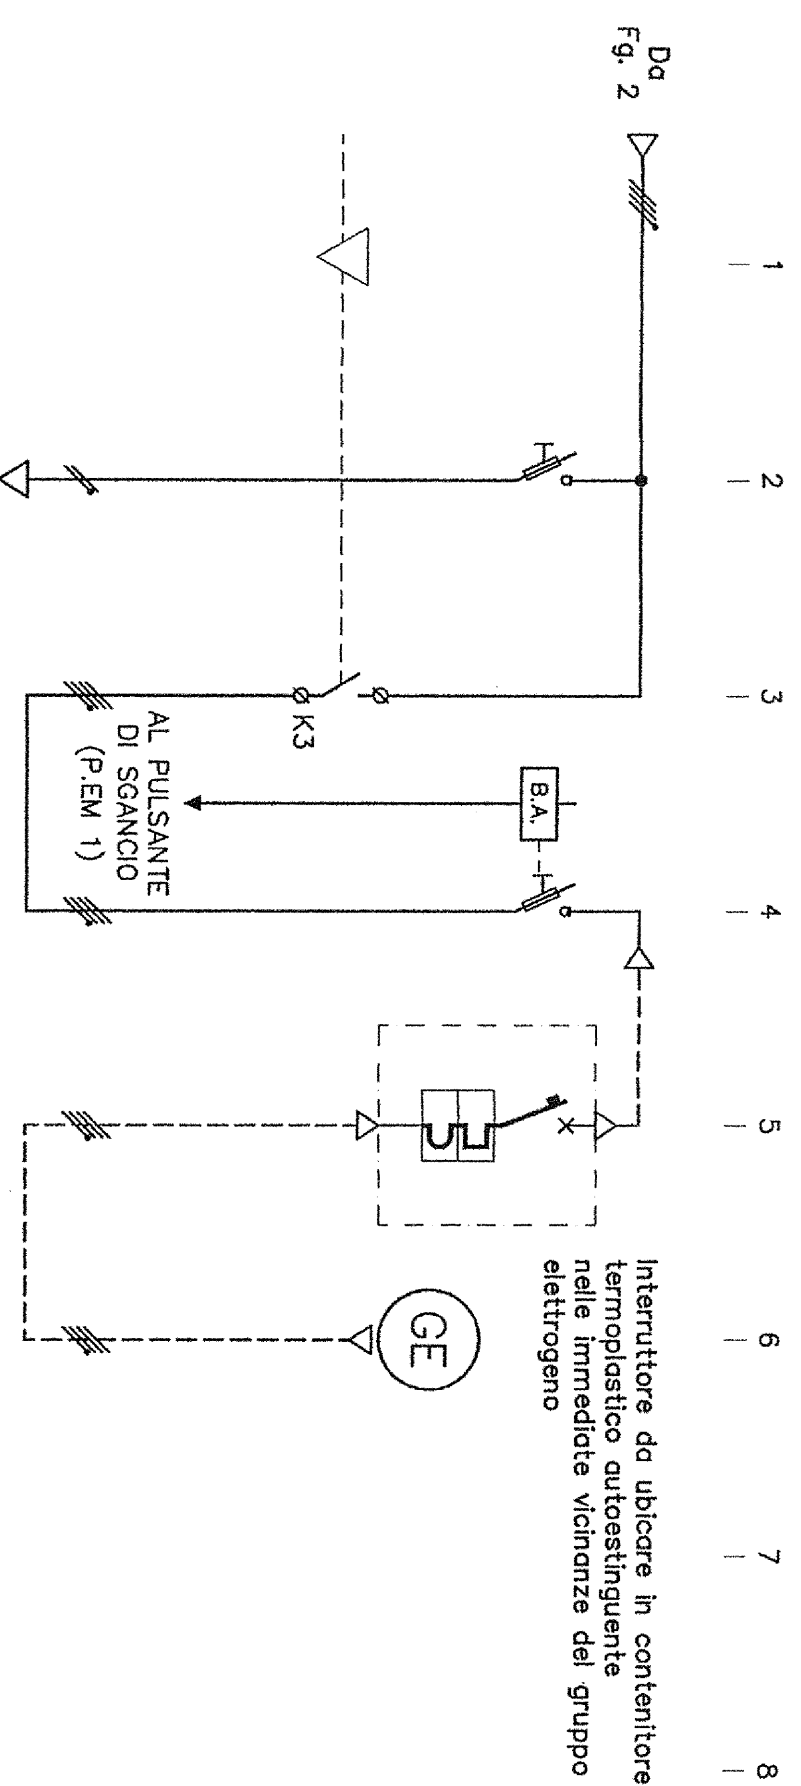 1
2
3
4
5
6
7
8
Da
Fg. 2
K3
B.A.
AL PULSANTE
DI SGANCIO
(P.EM 1)
GE
Interruttore da ubicare in contenitore
termoplastico autoestinguente
nelle immediate vicinanze del gruppo
elettrogeno